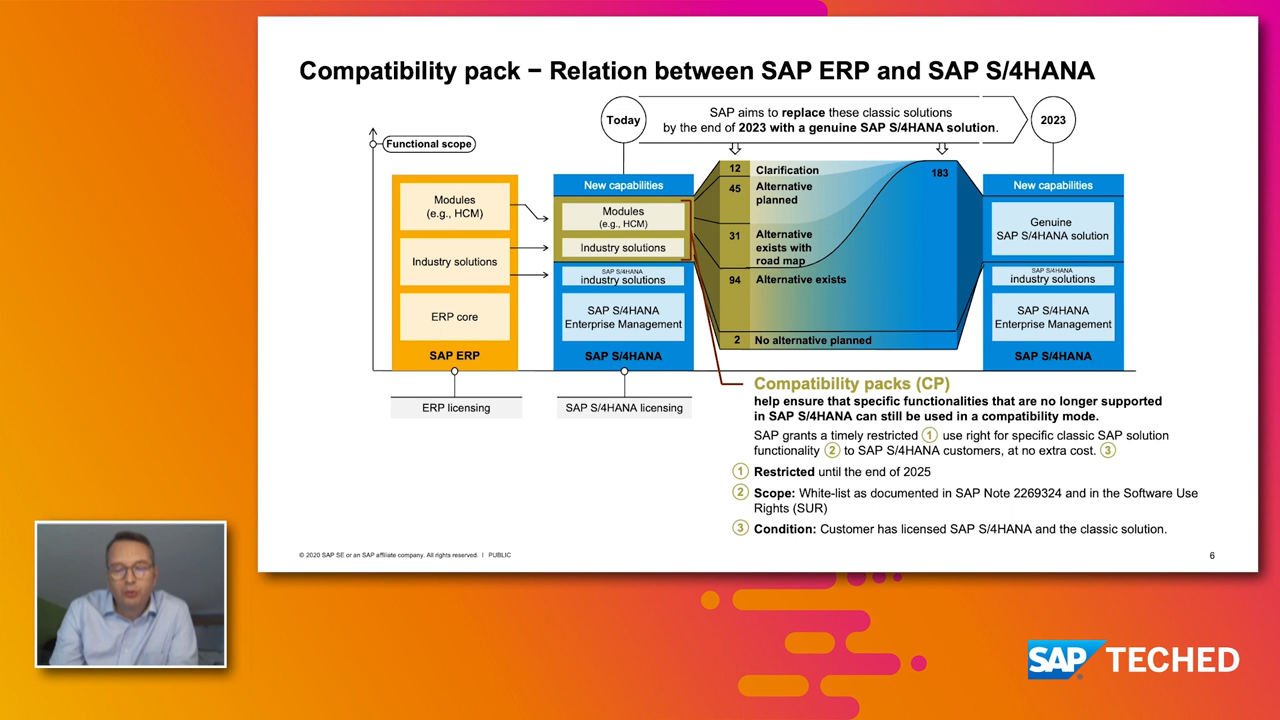 Compatibility pack – Relation between SAP ERP and SAP S/4HANA
Today
SAP aims to replace these classic solutions
by the end of 2023 with a genuine SAP S/4HANA solution.
2023
Functional scope
Modules
(e.g., HCM)
Industry solutions
ERP core
SAP ERP
ERP licensing
New capabilities
Modules
(e.g., HCM)
Industry solutions
SAP S/4HANA
industry solutions
SAP S/4HANA
Enterprise Management
SAP S/4HANA
SAP S/4HANA licensing
12 Clarification
45 Alternative
planned
31 Alternative
exists with
road map
94 Alternative exists
2 No alternative planned
183
New capabilities
Genuine
SAP S/4HANA solution
SAP S/4HANA
industry solutions
SAP S/4HANA
Enterprise Management
SAP S/4HANA
Compatibility packs (CP)
help ensure that specific functionalities that are no longer supported
in SAP S/4HANA can still be used in a compatibility mode.
SAP grants a timely restricted 1 use right for specific classic SAP solution
functionality 2 to SAP S/4HANA customers, at no extra cost. 3
1 Restricted until the end of 2025
2 Scope: White-list as documented in SAP Note 2269324 and in the Software Use
Rights (SUR)
3 Condition: Customer has licensed SAP S/4HANA and the classic solution.
© 2020 SAP SE or an SAP affiliate company. All rights reserved. I PUBLIC
6
SAP TECHED